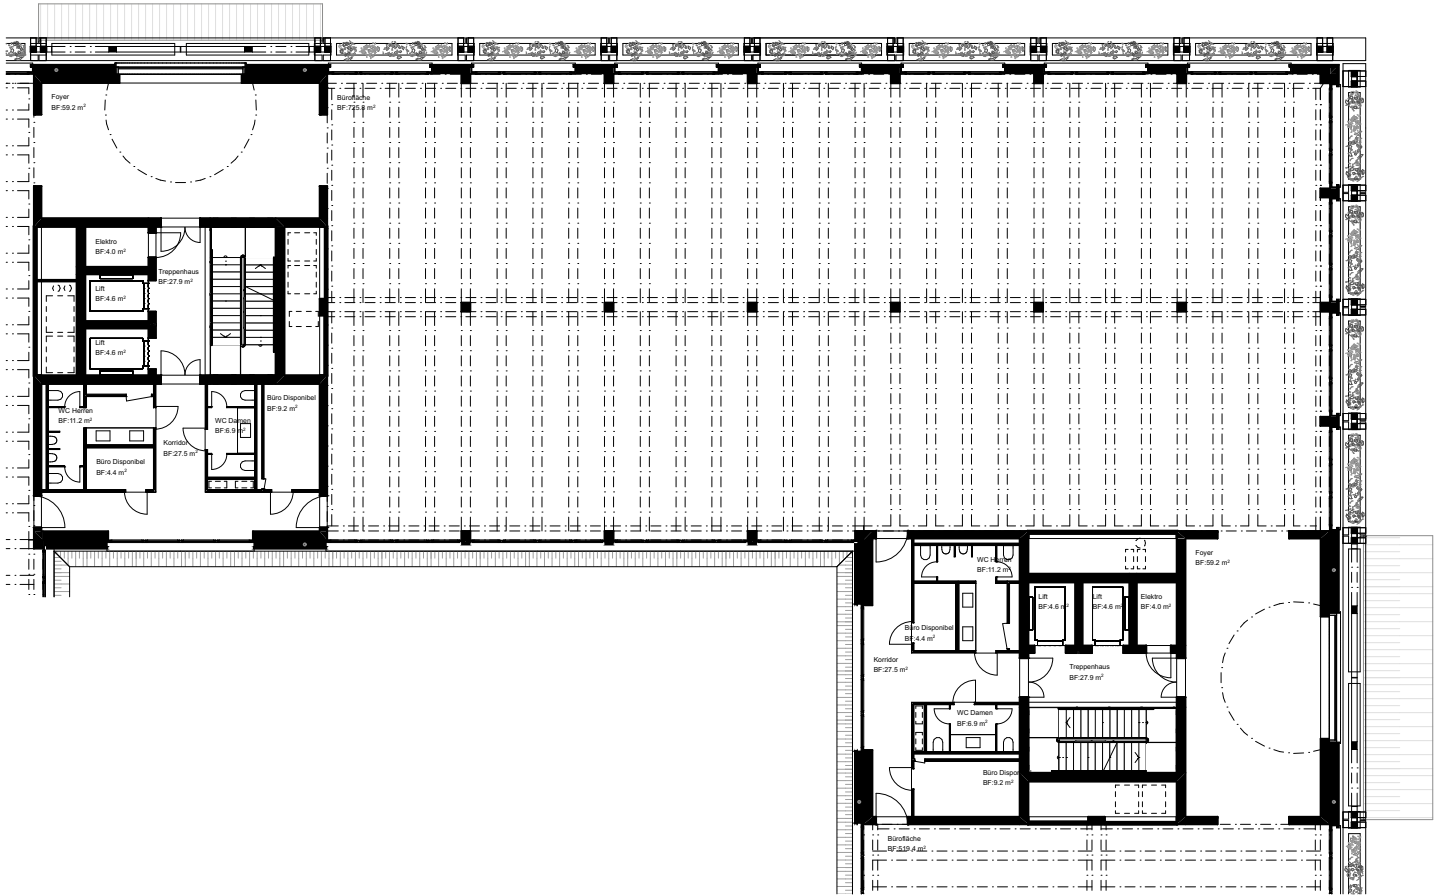 Foyer
BF:59.2 m²
Bürofläche
BF:725.8 m²
Elektro
BF:4.0 m²
Treppenhaus
BF:27.9 m²
Lift
BF:4.6 m²
Lift
BF:4.6 m²
WC Herren
BF:11.2 m²
Büro Disponibel
BF:4.4 m²
Korridor
BF:27.5 m²
WC Damen
BF:6.9 m²
Büro Disponibel
BF:9.2 m²
WC Herren
BF:11.2 m²
Foyer
BF:59.2 m²
Lift
BF:4.6 m²
Lift
BF:4.6 m²
Elektro
BF:4.0 m²
Büro Disponibel
BF:4.4 m²
Korridor
BF:27.5 m²
Treppenhaus
BF:27.9 m²
WC Damen
BF:6.9 m²
Büro Dispon
BF:9.2 m²
Bürofläche
BF:519.4 m²